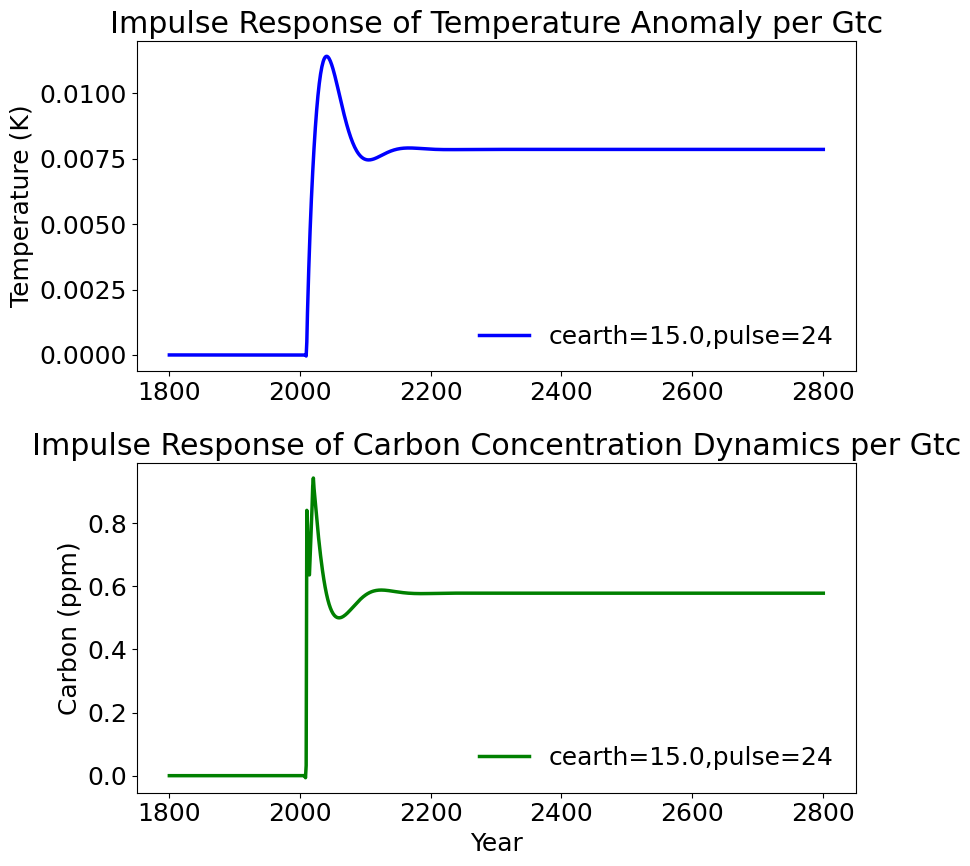 Impulse Response of Temperature Anomaly per Gtc
Temperature (K)
0.0100
0.0075
0.0050
0.0025
0.0000
cearth=15.0,pulse=24
1800 2000 2200 2400 2600 2800
Impulse Response of Carbon Concentration Dynamics per Gtc
Carbon (ppm)
0.8
0.6
0.4
0.2
0.0
cearth=15.0,pulse=24
1800 2000 2200 2400 2600 2800
Year